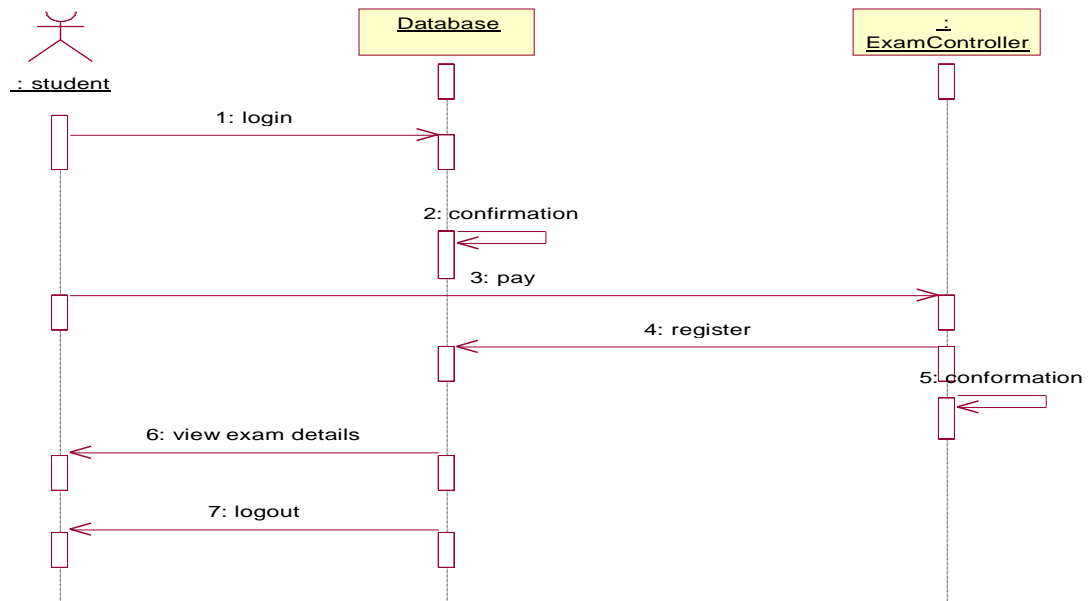 : student
Database
:
ExamController
1: login
2: confirmation
3: pay
4: register
5: conformation
6: view exam details
7: logout